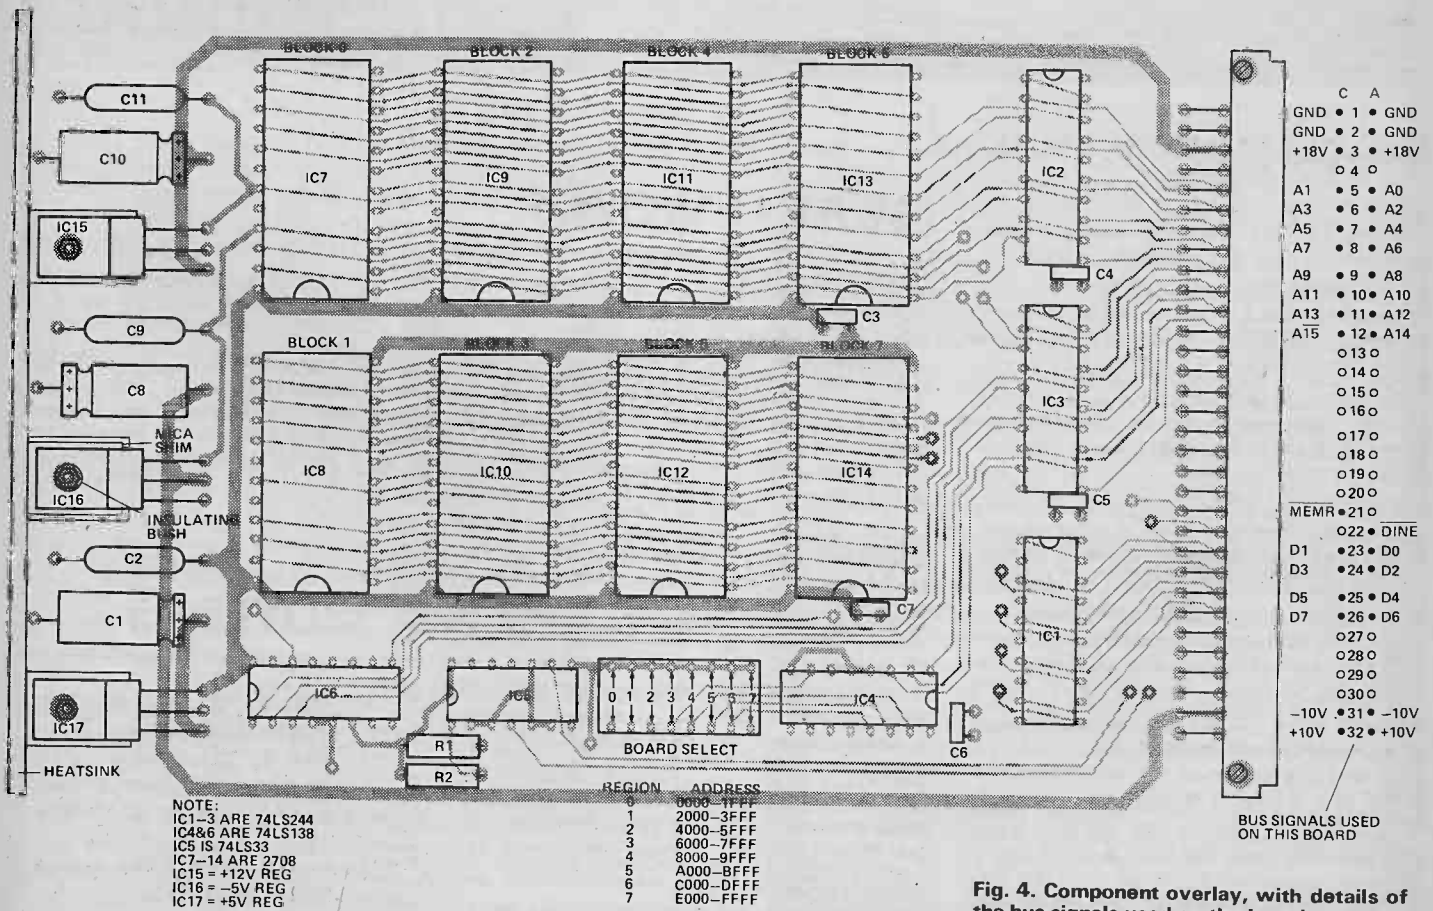 BLOCK 0 BLOCK 2 BLOCK 4 BLOCK 6
C11
C10
IC15
C9
C8
MICA
SHIM
IC16
INSULATING
BUSH
C2
C1
IC17
HEATSINK
IC7 IC9 IC11 IC13
C3
BLOCK 1 BLOCK 3 BLOCK 5 BLOCK 7
IC8 IC10 IC12 IC14
C7
IC2
C4
IC3
C5
IC1
IC6 IC5 IC4
0 1 2 3 4 5 6 7
BOARD SELECT
R1
R2
C6
C A
GND • 1 • GND
GND • 2 • GND
+18V • 3 • +18V
o 4 o
A1 • 5 • A0
A3 • 6 • A2
A5 • 7 • A4
A7 • 8 • A6
A9 • 9 • A8
A11 • 10 • A10
A13 • 11 • A12
A̅1̅5̅ • 12 • A14
o 13 o
o 14 o
o 15 o
o 16 o
o 17 o
o 18 o
o 19 o
o 20 o
M̅E̅M̅R̅ • 21 o
o 22 • D̅I̅N̅E̅
D1 • 23 • D0
D3 • 24 • D2
D5 • 25 • D4
D7 • 26 • D6
o 27 o
o 28 o
o 29 o
o 30 o
–10V • 31 • –10V
+10V • 32 • +10V
BUS SIGNALS USED
ON THIS BOARD
NOTE:
IC1–3 ARE 74LS244
IC4&6 ARE 74LS138
IC5 IS 74LS33
IC7–14 ARE 2708
IC15 = +12V REG
IC16 = –5V REG
IC17 = +5V REG
REGION ADDRESS
0 0000–1FFF
1 2000–3FFF
2 4000–5FFF
3 6000–7FFF
4 8000–9FFF
5 A000–BFFF
6 C000–DFFF
7 E000–FFFF
Fig. 4. Component overlay, with details of